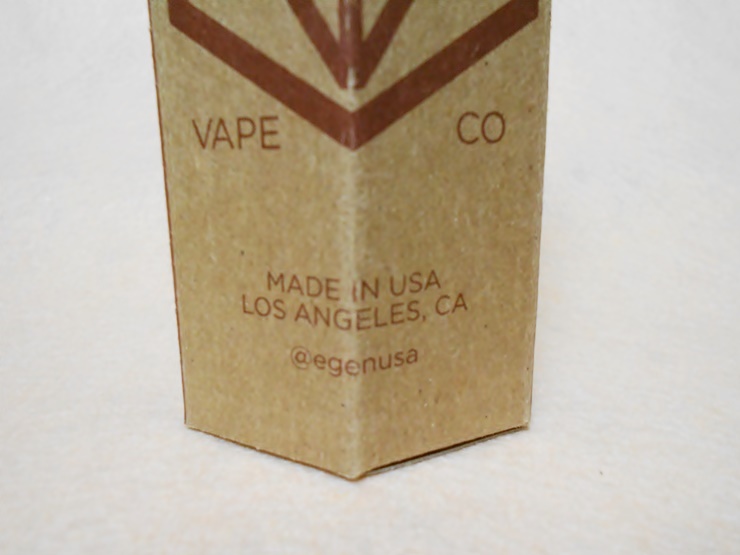 VAPE CO
MADE IN USA
LOS ANGELES, CA
@egenusa